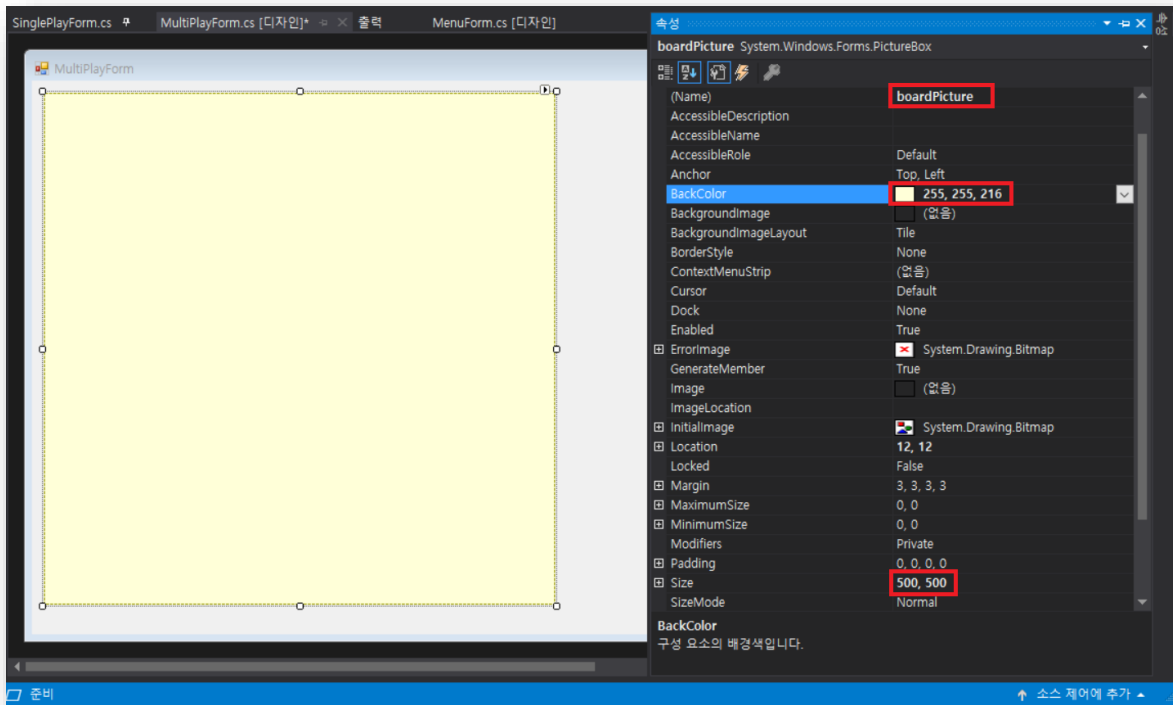 SinglePlayForm.cs
MultiPlayForm.cs [디자인]*
출력
MenuForm.cs [디자인]
MultiPlayForm
속성
boardPicture System.Windows.Forms.PictureBox
(Name) boardPicture
AccessibleDescription
AccessibleName
AccessibleRole Default
Anchor Top, Left
BackColor 255, 255, 216
BackgroundImage (없음)
BackgroundImageLayout Tile
BorderStyle None
ContextMenuStrip (없음)
Cursor Default
Dock None
Enabled True
ErrorImage System.Drawing.Bitmap
GenerateMember True
Image (없음)
ImageLocation
InitialImage System.Drawing.Bitmap
Location 12, 12
Locked False
Margin 3, 3, 3, 3
MaximumSize 0, 0
MinimumSize 0, 0
Modifiers Private
Padding 0, 0, 0, 0
Size 500, 500
SizeMode Normal
BackColor
구성 요소의 배경색입니다.
준비
소스 제어에 추가